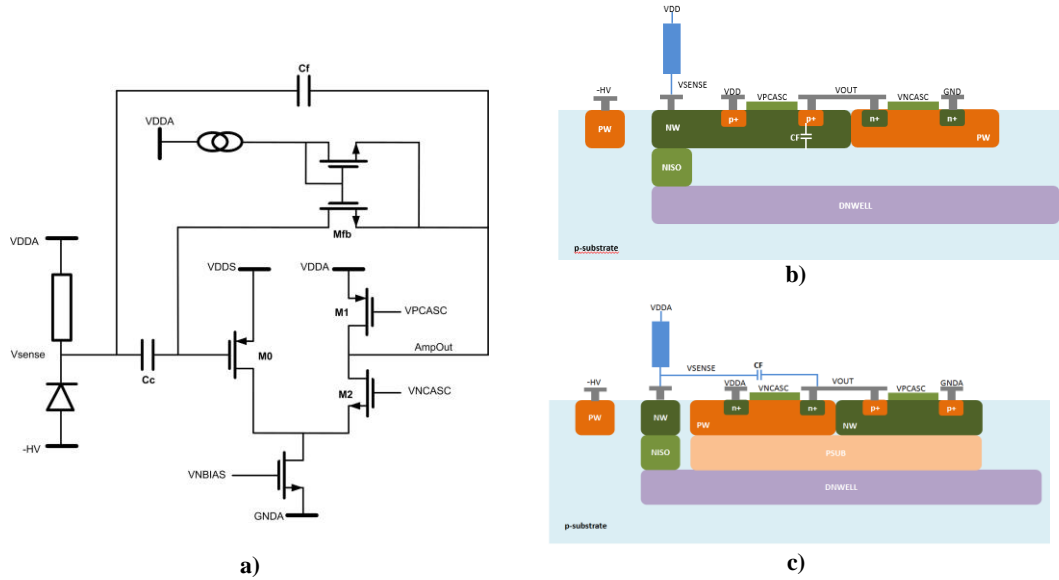 Cf
VDDA
Mfb
VDDA
VDDS
VDDA
M1
VPCASC
Vsense
M0
AmpOut
Cc
M2
VNCASC
-HV
VNBIAS
GNDA
a)
VDD
VSENSE
-HV
VDD
VPCASC
VOUT
VNCASC
GND
PW
NW
p+
p+
n+
n+
CF
PW
NISO
DNWELL
p-substrate
b)
VDDA
VSENSE
CF
-HV
VDDA
VNCASC
VOUT
VPCASC
GNDA
PW
NW
n+
n+
p+
p+
PW
NW
NISO
PSUB
DNWELL
p-substrate
c)